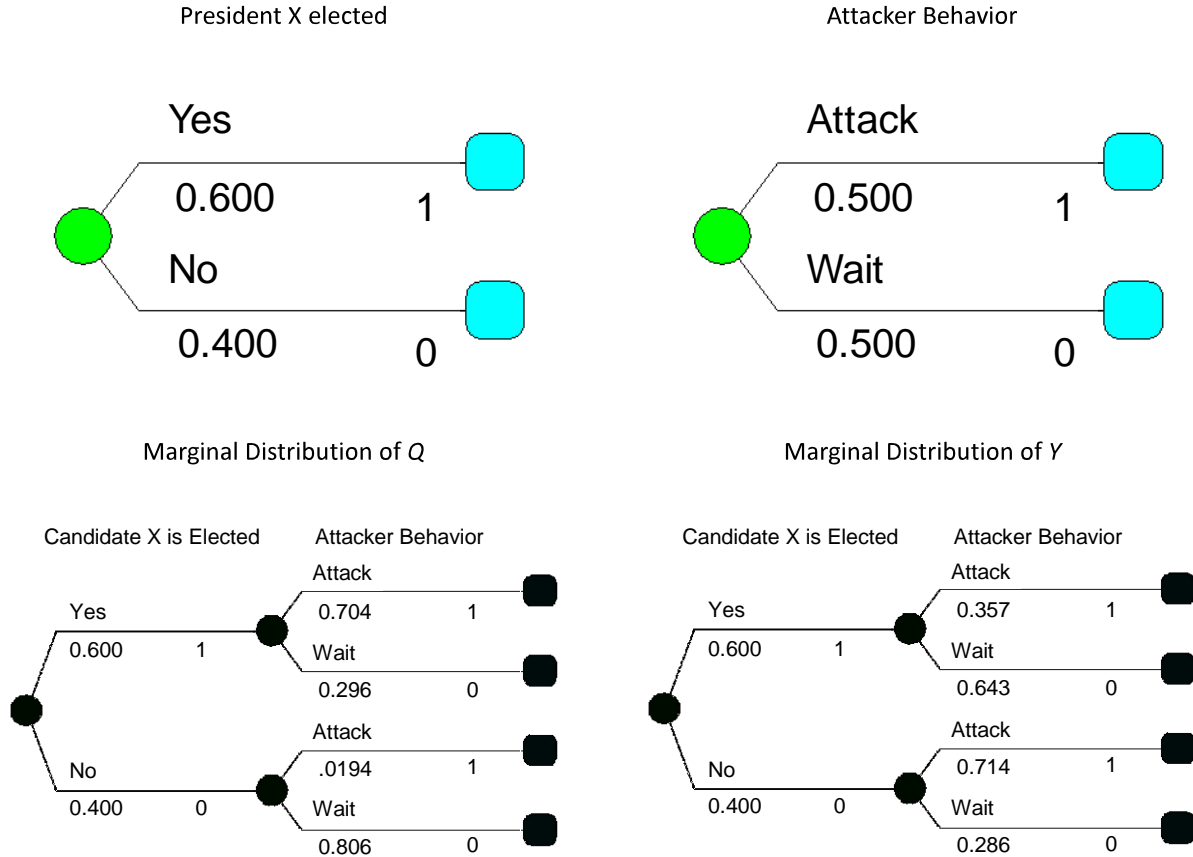 President X elected
Attacker Behavior
Yes
0.600 1
No
0.400 0
Attack
0.500 1
Wait
0.500 0
Marginal Distribution of Q
Marginal Distribution of Y
Candidate X is Elected Attacker Behavior
Attack
Yes
0.704 1
0.600 1
Wait
0.296 0
Attack
No
.0194 1
0.400 0
Wait
0.806 0
Candidate X is Elected Attacker Behavior
Attack
Yes
0.357 1
0.600 1
Wait
0.643 0
Attack
No
0.714 1
0.400 0
Wait
0.286 0